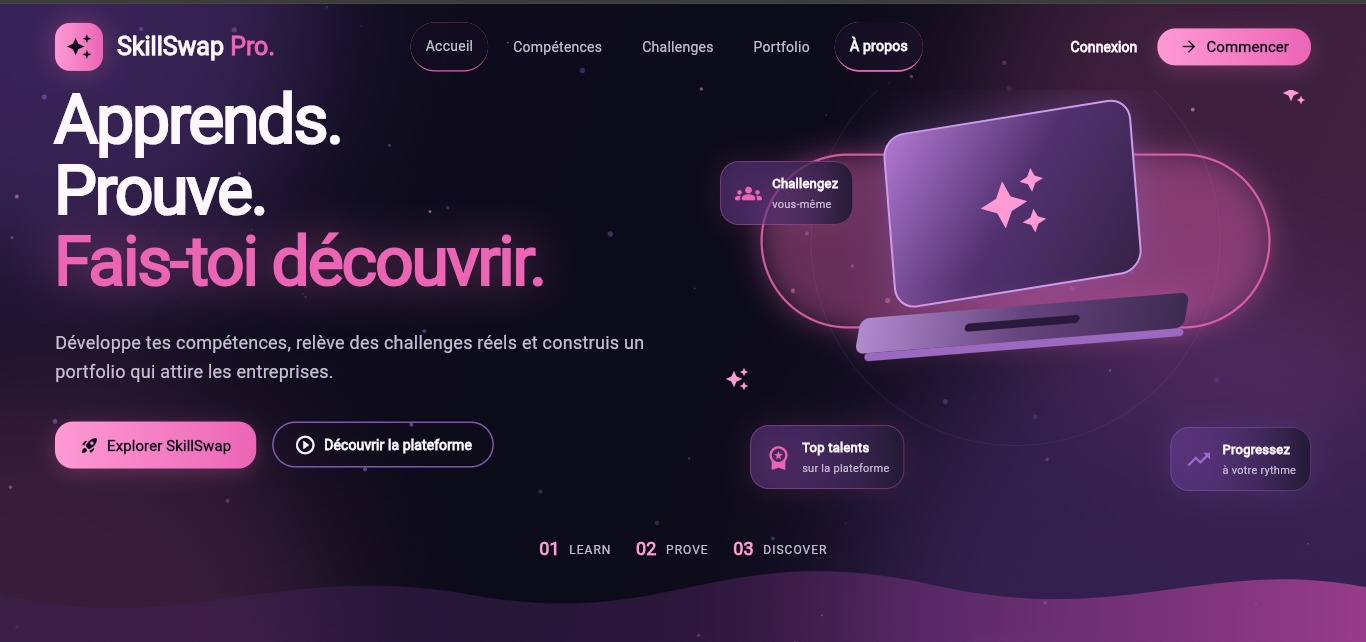 SkillSwap Pro.
Accueil
Compétences
Challenges
Portfolio
À propos
Connexion
Commencer
Apprends.
Prouve.
Fais-toi découvrir.
Développe tes compétences, relève des challenges réels et construis un
portfolio qui attire les entreprises.
Explorer SkillSwap
Découvrir la plateforme
Challengez
vous-même
Top talents
sur la plateforme
Progressez
à votre rythme
01 LEARN 02 PROVE 03 DISCOVER